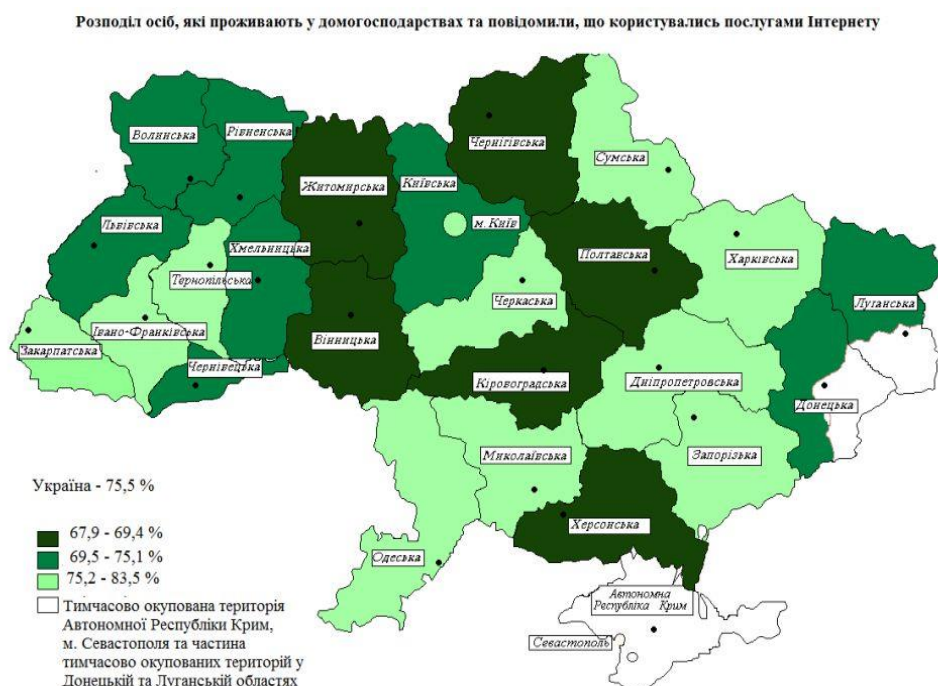 Розподіл осіб, які проживають у домогосподарствах та повідомили, що користувались послугами Інтернету
Волинська
Рівненська
Чернігівська
Сумська
Житомирська
Київська
м. Київ
Львівська
Хмельницька
Тернопільська
Полтавська
Харківська
Черкаська
Луганська
Івано-Франківська
Закарпатська
Вінницька
Чернівецька
Кіровоградська
Дніпропетровська
Донецька
Миколаївська
Запорізька
Херсонська
Одеська
Автономна
Республіка Крим
Севастополь
Україна - 75,5 %
67,9 - 69,4 %
69,5 - 75,1 %
75,2 - 83,5 %
Тимчасово окупована територія
Автономної Республіки Крим,
м. Севастополя та частина
тимчасово окупованих територій у
Донецькій та Луганській областях